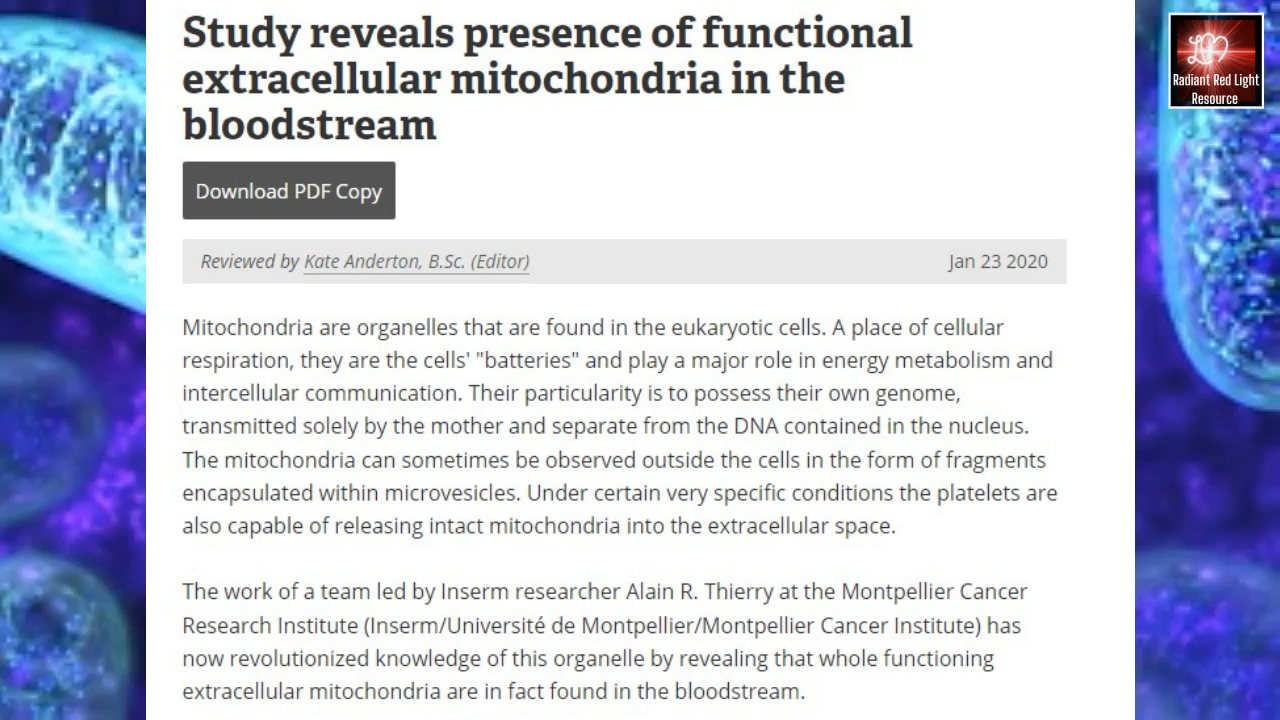 Study reveals presence of functional
extracellular mitochondria in the
bloodstream
Download PDF Copy
Reviewed by Kate Anderton, B.Sc. (Editor)
Jan 23 2020
Mitochondria are organelles that are found in the eukaryotic cells. A place of cellular
respiration, they are the cells' "batteries" and play a major role in energy metabolism and
intercellular communication. Their particularity is to possess their own genome,
transmitted solely by the mother and separate from the DNA contained in the nucleus.
The mitochondria can sometimes be observed outside the cells in the form of fragments
encapsulated within microvesicles. Under certain very specific conditions the platelets are
also capable of releasing intact mitochondria into the extracellular space.
The work of a team led by Inserm researcher Alain R. Thierry at the Montpellier Cancer
Research Institute (Inserm/Université de Montpellier/Montpellier Cancer Institute) has
now revolutionized knowledge of this organelle by revealing that whole functioning
extracellular mitochondria are in fact found in the bloodstream.
Radiant Red Light
Resource